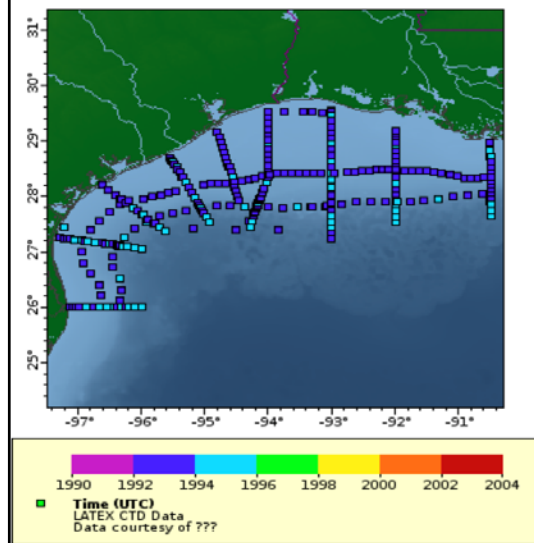 31°
30°
29°
28°
27°
26°
25°
-97° -96° -95° -94° -93° -92° -91°
1990 1992 1994 1996 1998 2000 2002 2004
Time (UTC)
LATEX CTD Data
Data courtesy of ???